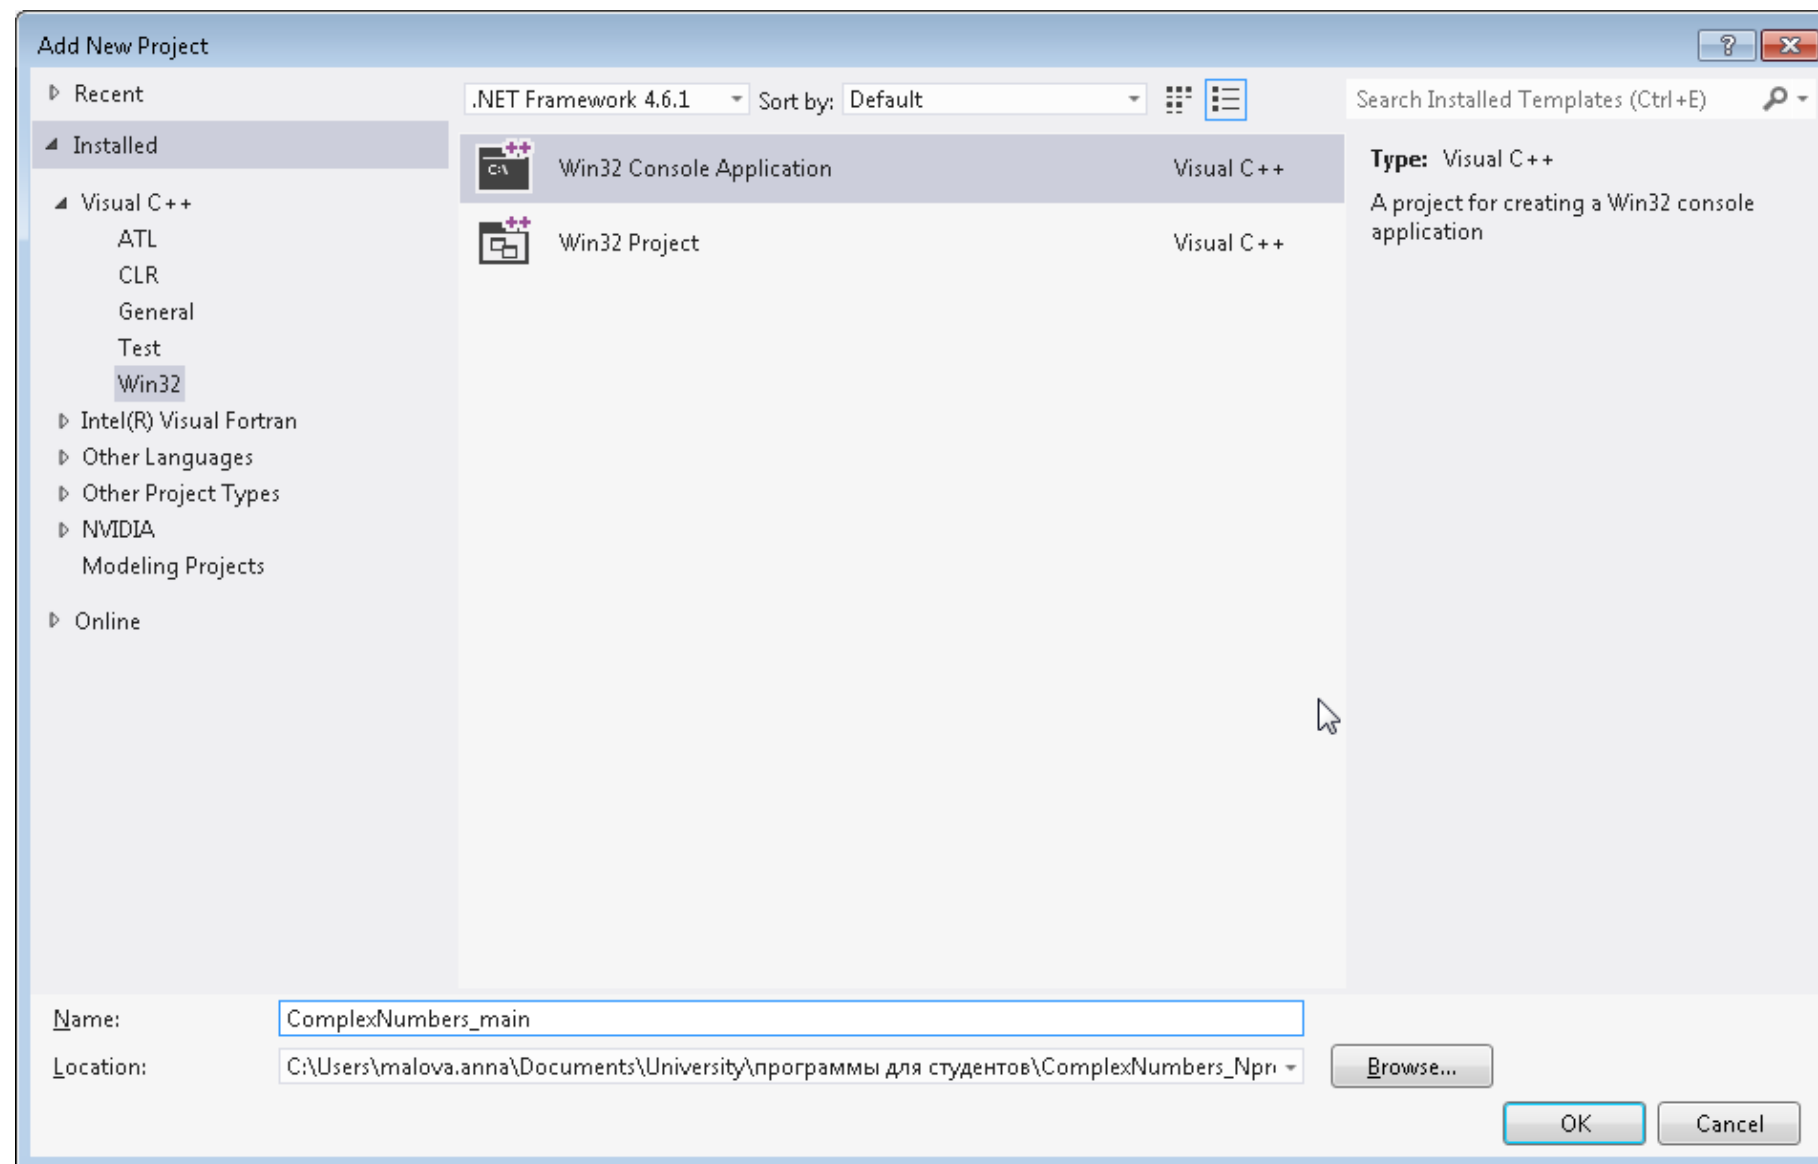 Add New Project
Recent
.NET Framework 4.6.1 Sort by: Default
Search Installed Templates (Ctrl+E)
Installed
Visual C++
ATL
CLR
General
Test
Win32
Intel(R) Visual Fortran
Other Languages
Other Project Types
NVIDIA
Modeling Projects
Online
C:\
Win32 Console Application Visual C++
Win32 Project Visual C++
Type: Visual C++
A project for creating a Win32 console
application
Name: ComplexNumbers_main
Location: C:\Users\malova.anna\Documents\University\программы для студентов\ComplexNumbers_Npr
Browse...
OK Cancel